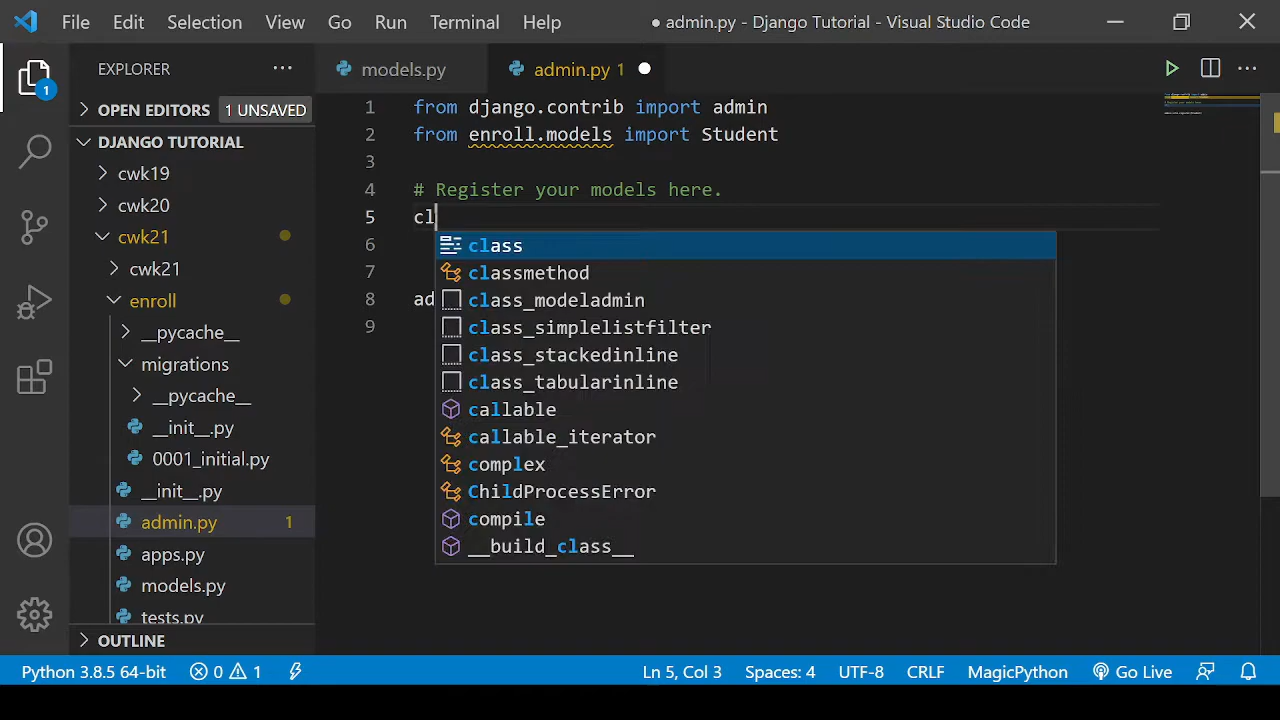 File Edit Selection View Go Run Terminal Help ● admin.py - Django Tutorial - Visual Studio Code
EXPLORER ···
models.py
admin.py 1
OPEN EDITORS 1 UNSAVED
DJANGO TUTORIAL
cwk19
cwk20
cwk21
cwk21
enroll
__pycache__
migrations
__pycache__
__init__.py
0001_initial.py
__init__.py
admin.py 1
apps.py
models.py
tests.py
OUTLINE
1 from django.contrib import admin
2 from enroll.models import Student
3
4 # Register your models here.
5 cl
6
7
8 ad
9
class
classmethod
class_modeladmin
class_simplelistfilter
class_stackedinline
class_tabularinline
callable
callable_iterator
complex
ChildProcessError
compile
__build_class__
1
Python 3.8.5 64-bit 0 1 Ln 5, Col 3 Spaces: 4 UTF-8 CRLF MagicPython Go Live